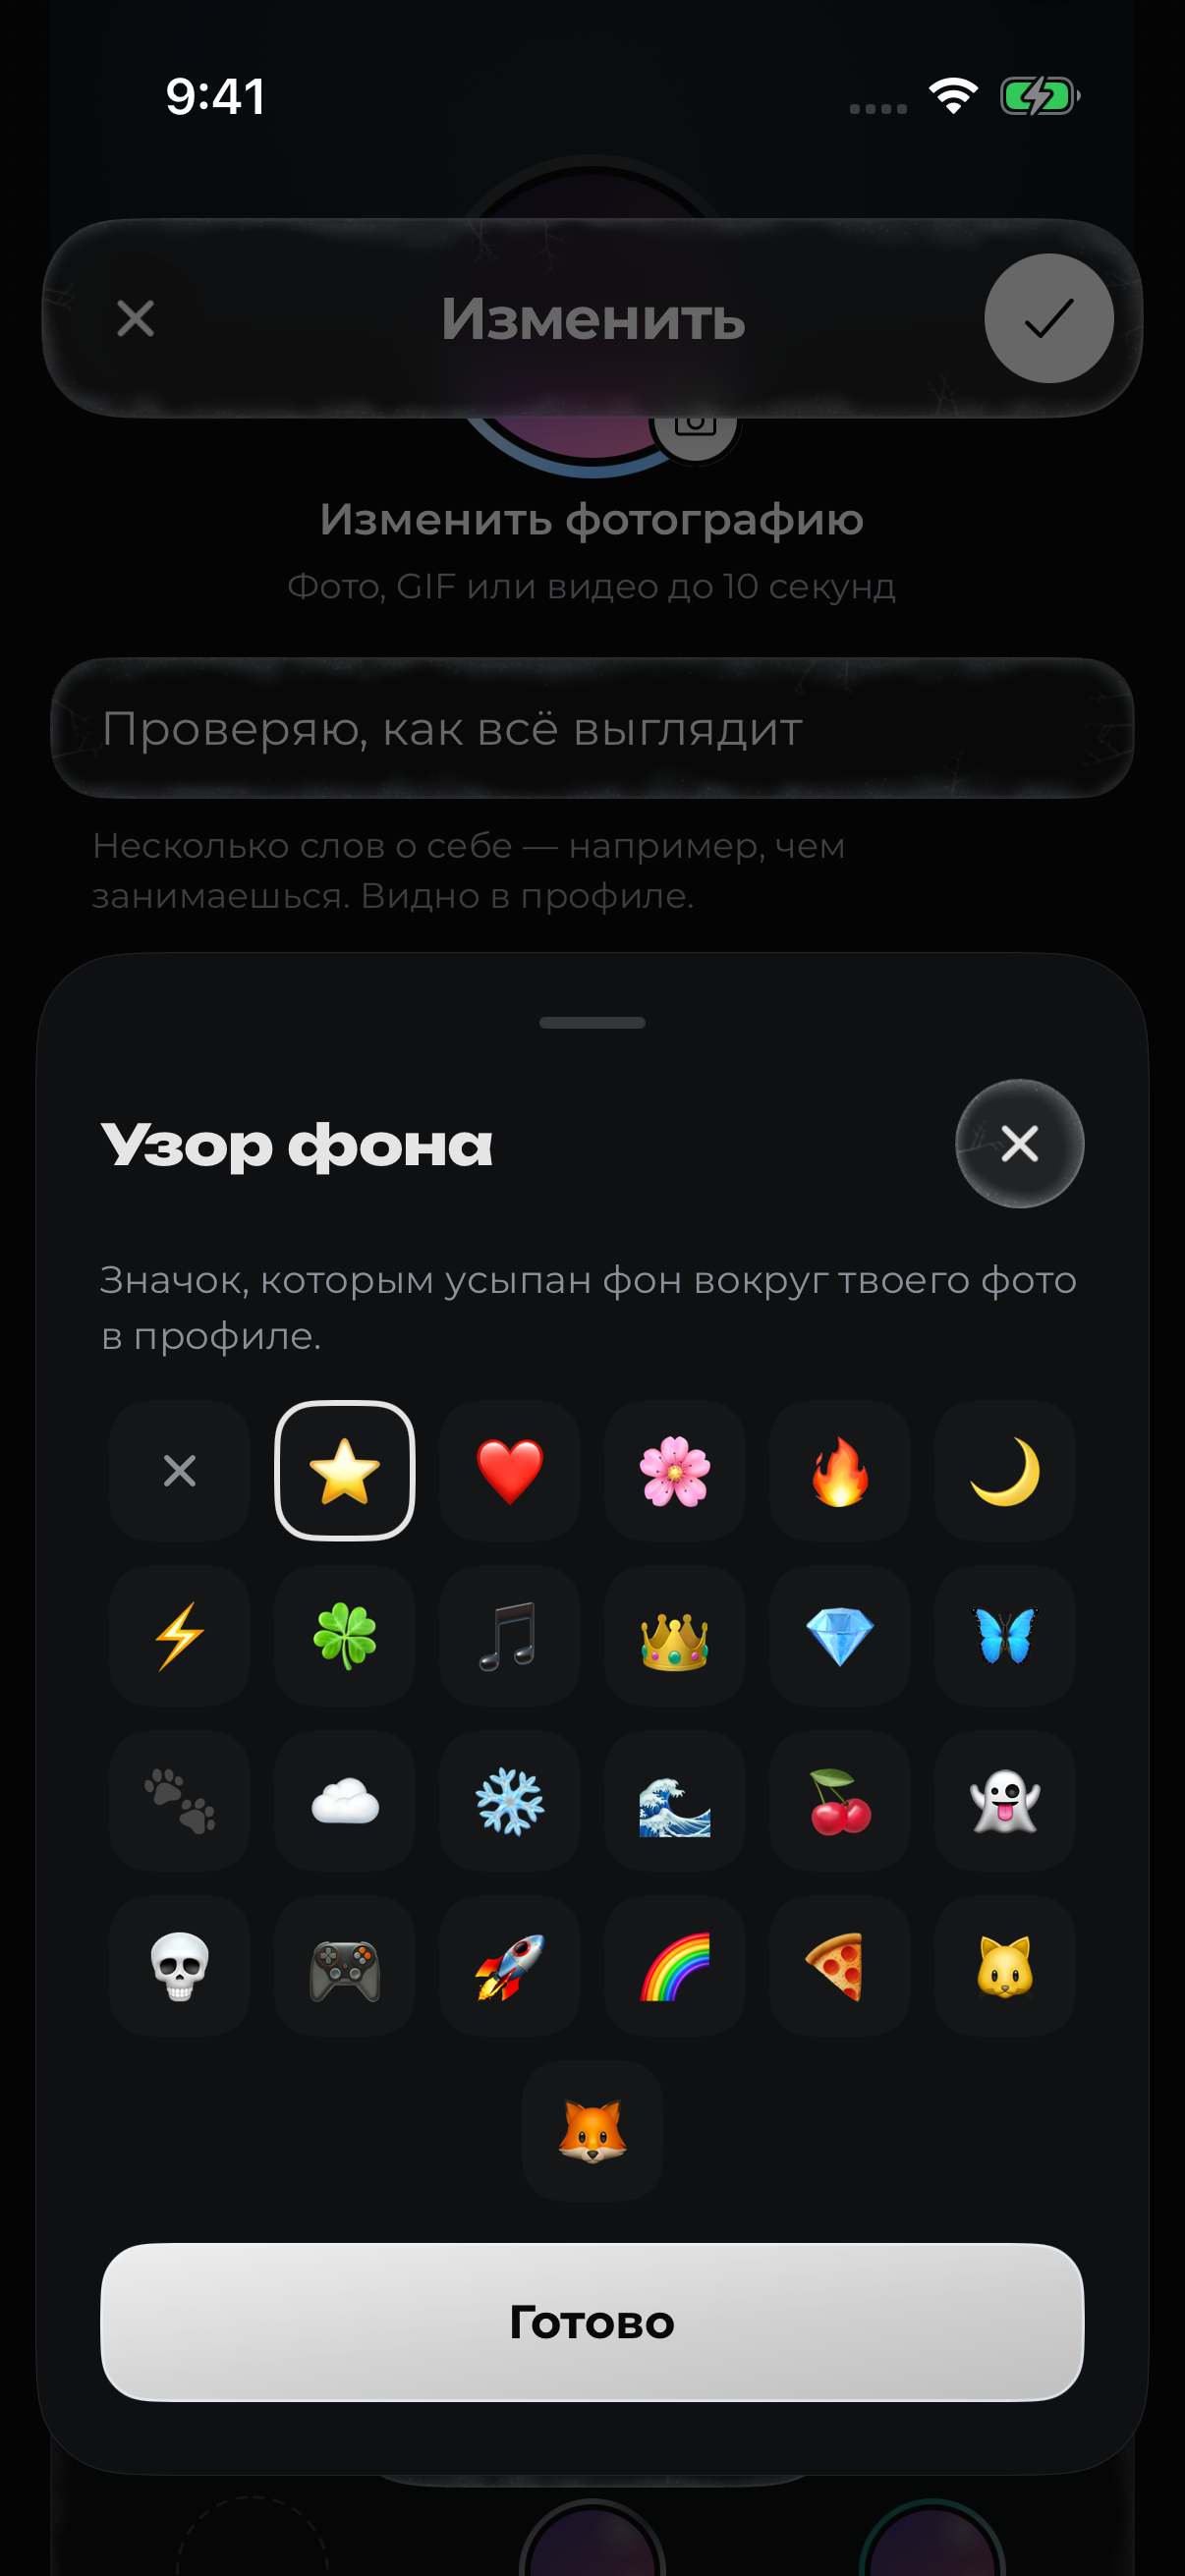 9:41
Изменить
Изменить фотографию
Фото, GIF или видео до 10 секунд
Проверяю, как всё выглядит
Несколько слов о себе — например, чем
занимаешься. Видно в профиле.
Узор фона
Значок, которым усыпан фон вокруг твоего фото
в профиле.
Готово